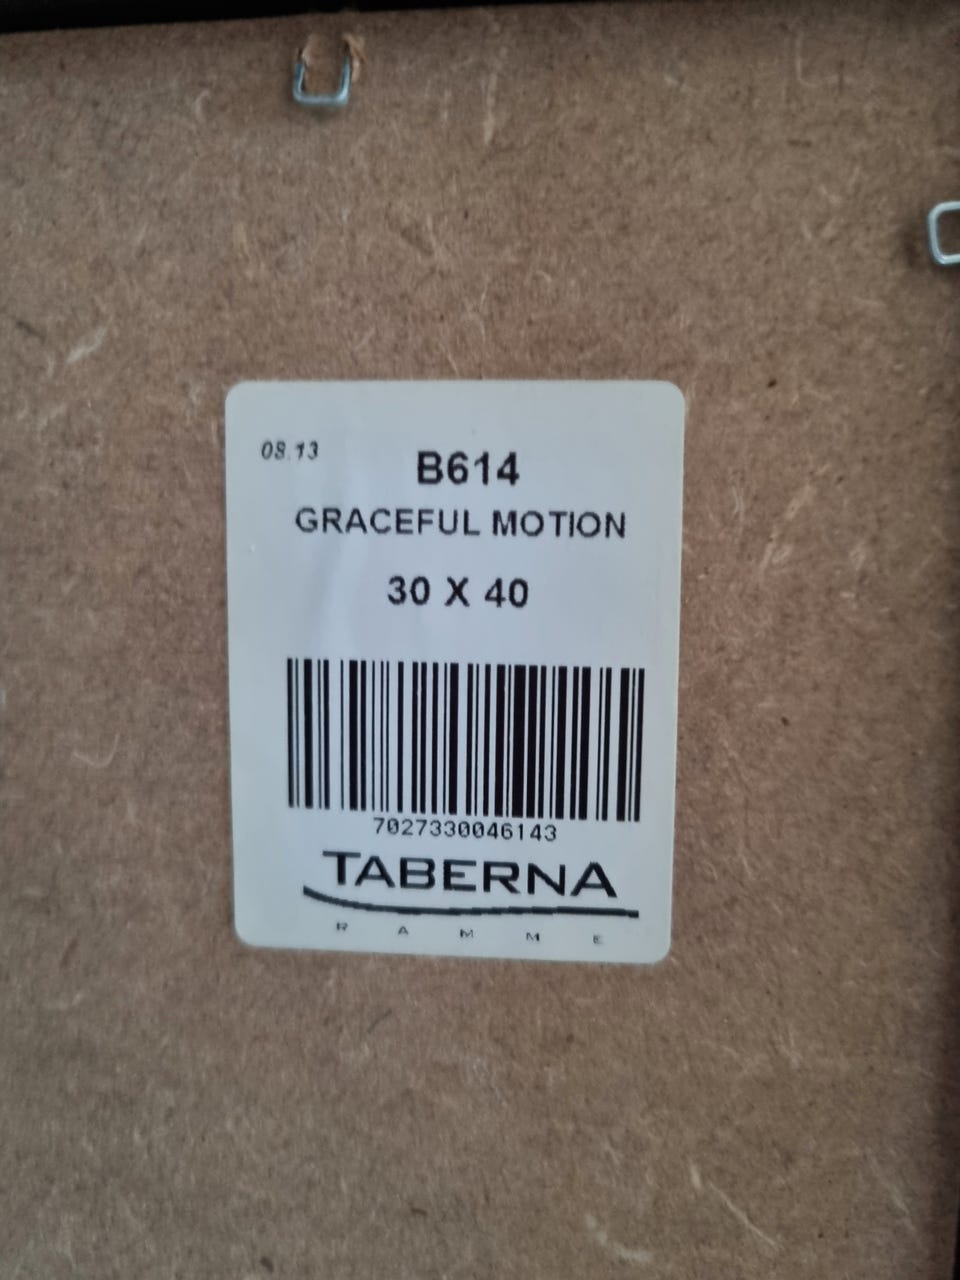 08.13
B614
GRACEFUL MOTION
30 X 40
7027330046143
TABERNA
RAMME